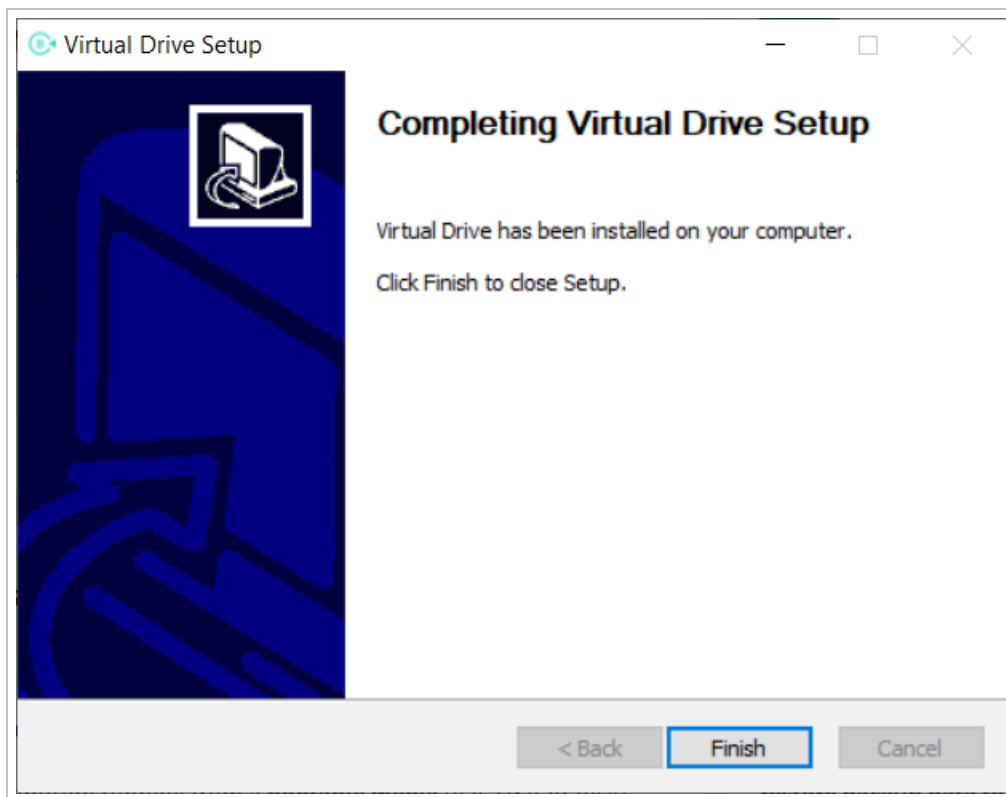 Virtual Drive Setup
Completing Virtual Drive Setup
Virtual Drive has been installed on your computer.
Click Finish to close Setup.
< Back
Finish
Cancel